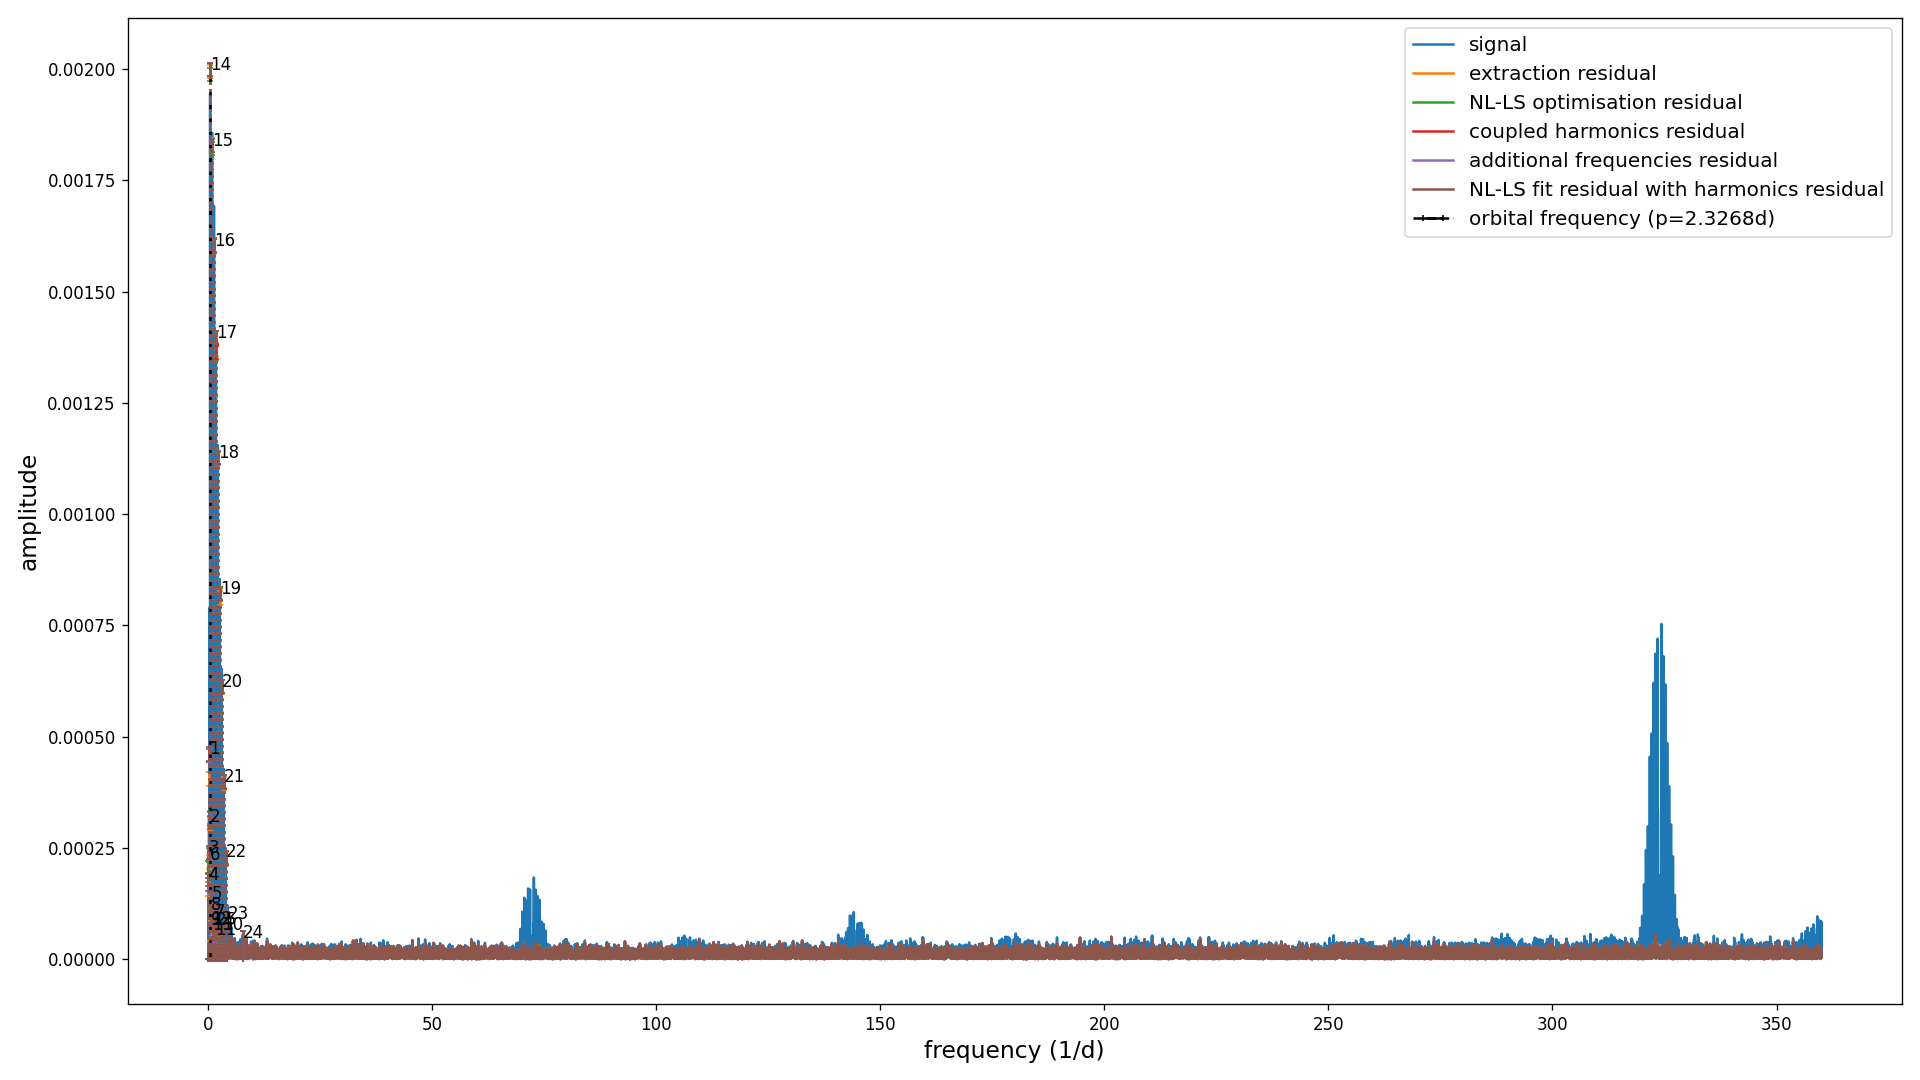 signal
extraction residual
NL-LS optimisation residual
coupled harmonics residual
additional frequencies residual
NL-LS fit residual with harmonics residual
orbital frequency (p=2.3268d)
amplitude
0.00200
0.00175
0.00150
0.00125
0.00100
0.00075
0.00050
0.00025
0.00000
14
15
16
17
18
19
20
1
21
2
3
6
22
4
5
8
7
23
24
11
0 50 100 150 200 250 300 350
frequency (1/d)